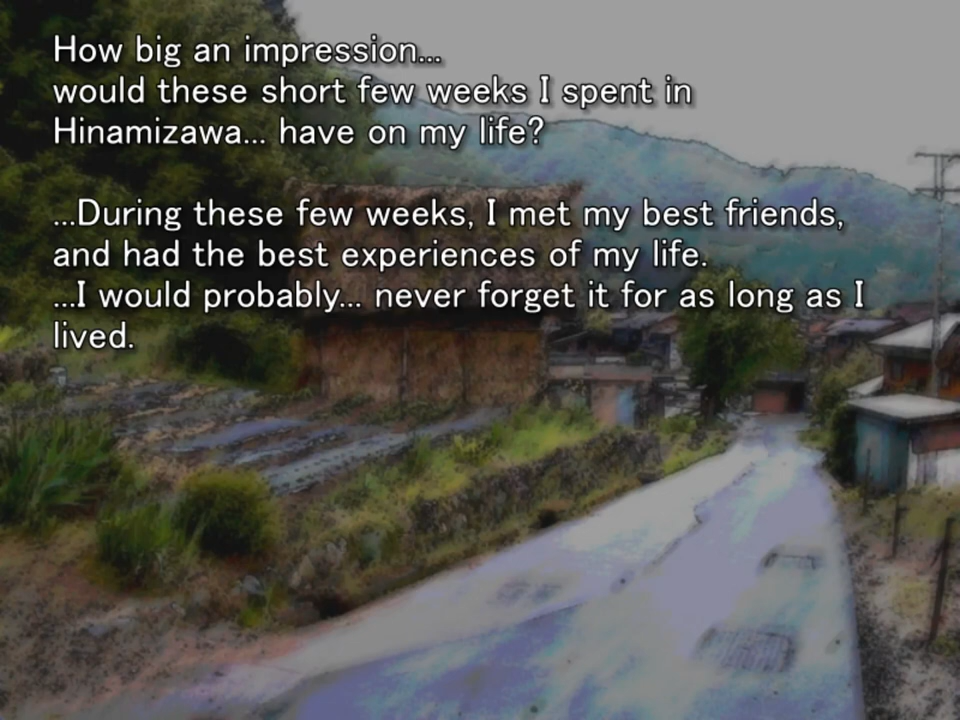 How big an impression...
would these short few weeks I spent in
Hinamizawa... have on my life?
...During these few weeks, I met my best friends,
and had the best experiences of my life.
...I would probably... never forget it for as long as I
lived.